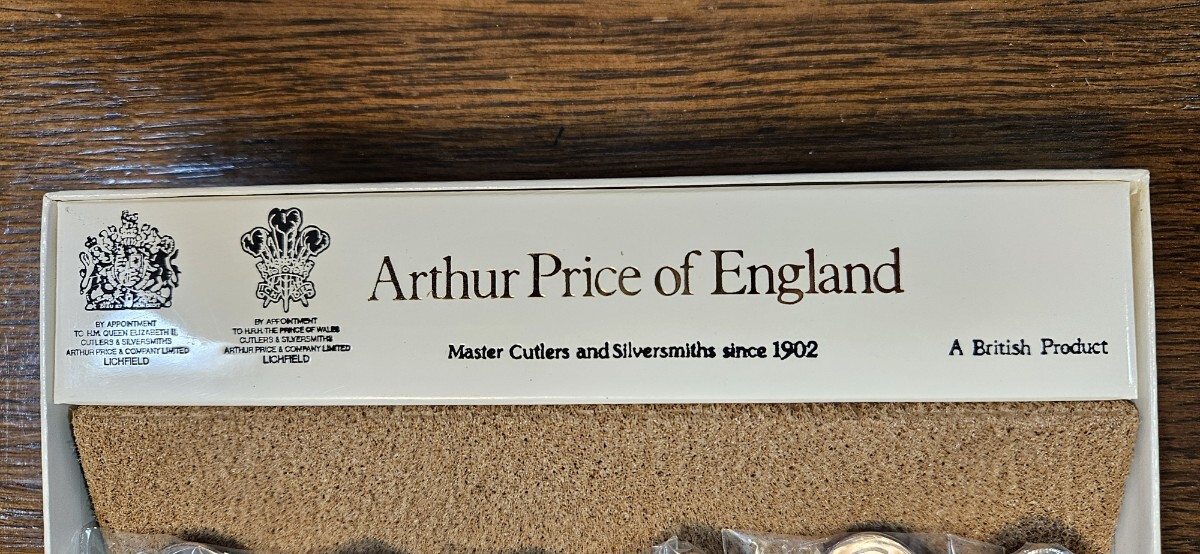 BY APPOINTMENT
TO H.M. QUEEN ELIZABETH II
CUTLERS & SILVERSMITHS
ARTHUR PRICE & COMPANY LIMITED
LICHFIELD
BY APPOINTMENT
TO H.R.H. THE PRINCE OF WALES
CUTLERS & SILVERSMITHS
ARTHUR PRICE & COMPANY LIMITED
LICHFIELD
Arthur Price of England
Master Cutlers and Silversmiths since 1902
A British Product